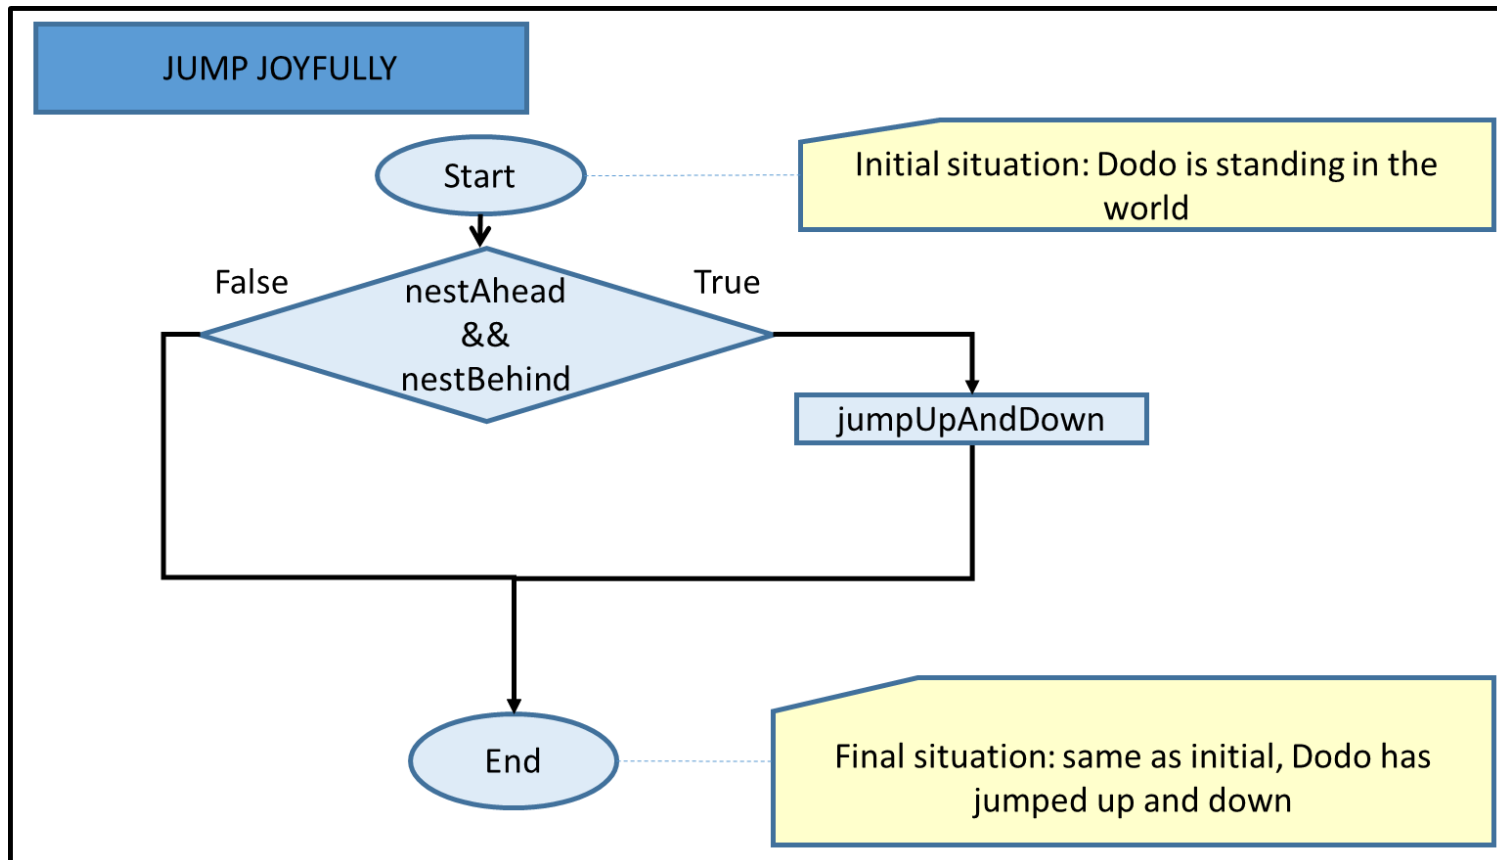 JUMP JOYFULLY
Start
Initial situation: Dodo is standing in the
world
False
True
nestAhead
&&
nestBehind
jumpUpAndDown
End
Final situation: same as initial, Dodo has
jumped up and down